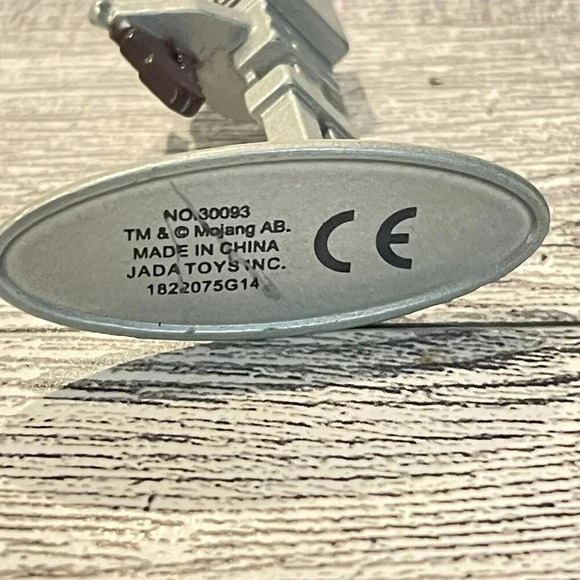 NO.30093
TM & © Mojang AB.
MADE IN CHINA
JADA TOYS INC.
1822075G14
CE